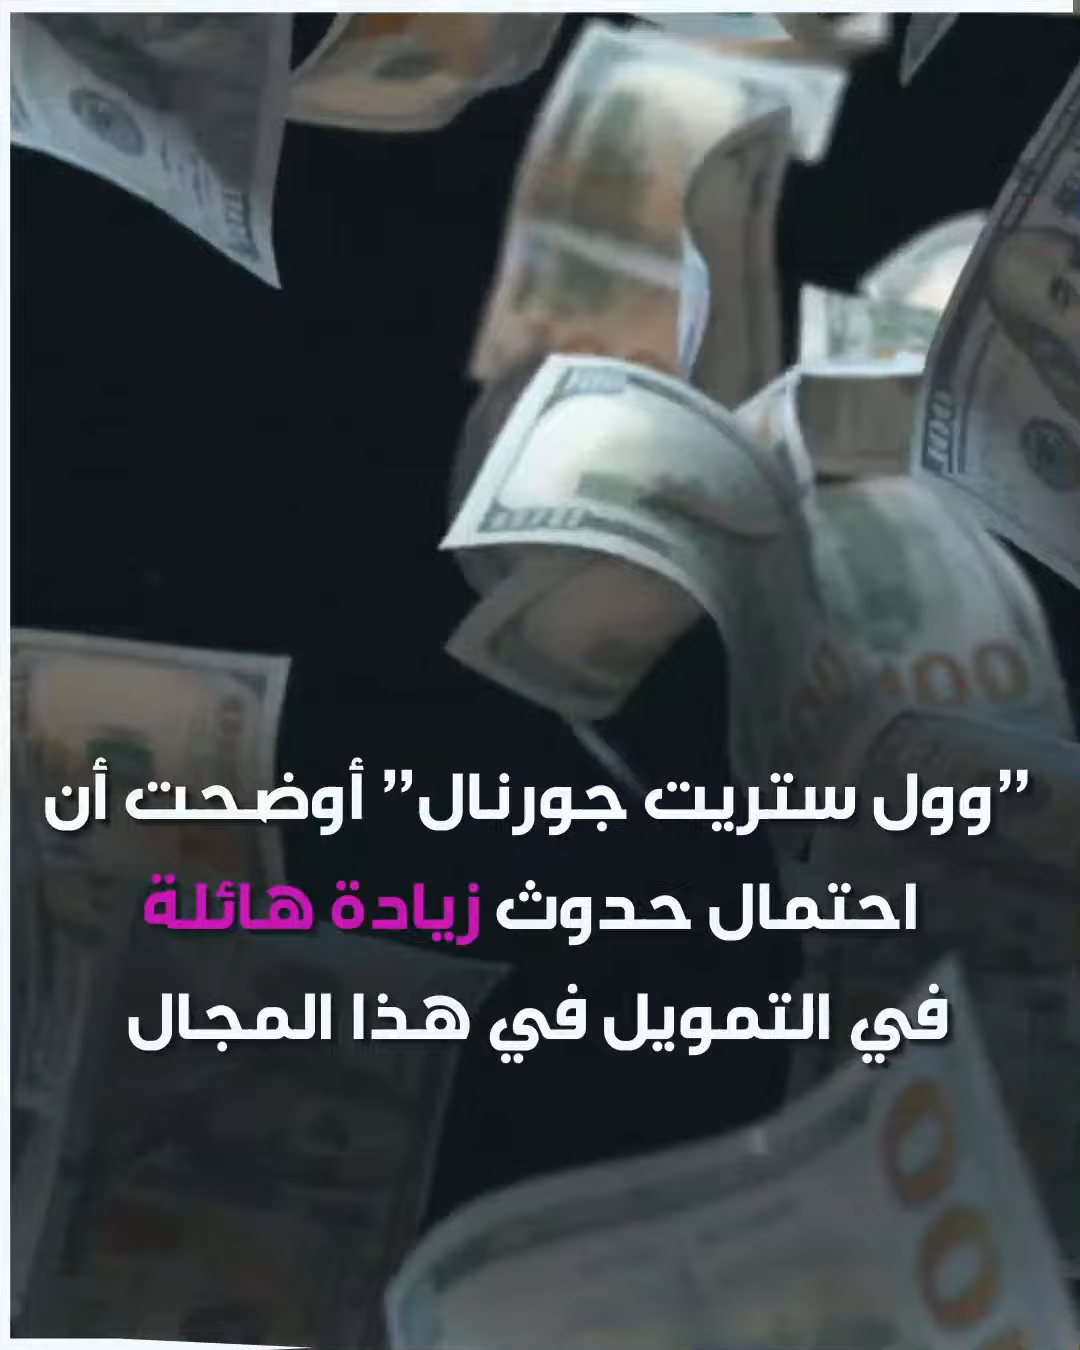 ”وول ستريت جورنال” أوضحت أن
احتمال حدوث زيادة هائلة
في التمويل في هذا المجال